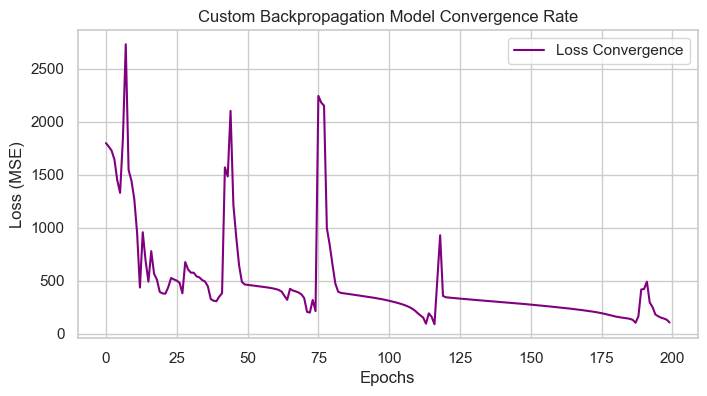 Custom Backpropagation Model Convergence Rate
Loss Convergence
Loss (MSE)
2500
2000
1500
1000
500
0
0 25 50 75 100 125 150 175 200
Epochs